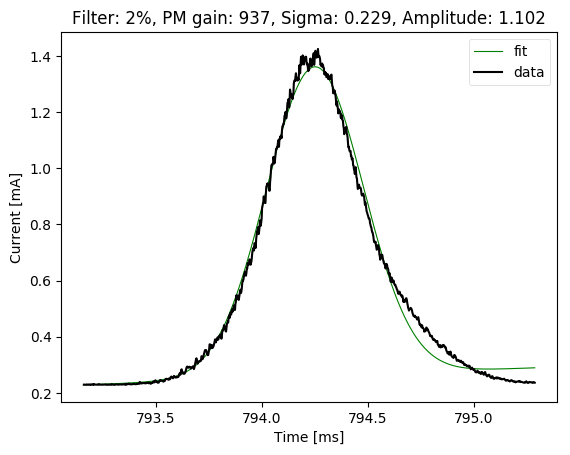 Filter: 2%, PM gain: 937, Sigma: 0.229, Amplitude: 1.102
fit
data
Current [mA]
1.4
1.2
1.0
0.8
0.6
0.4
0.2
793.5 794.0 794.5 795.0
Time [ms]